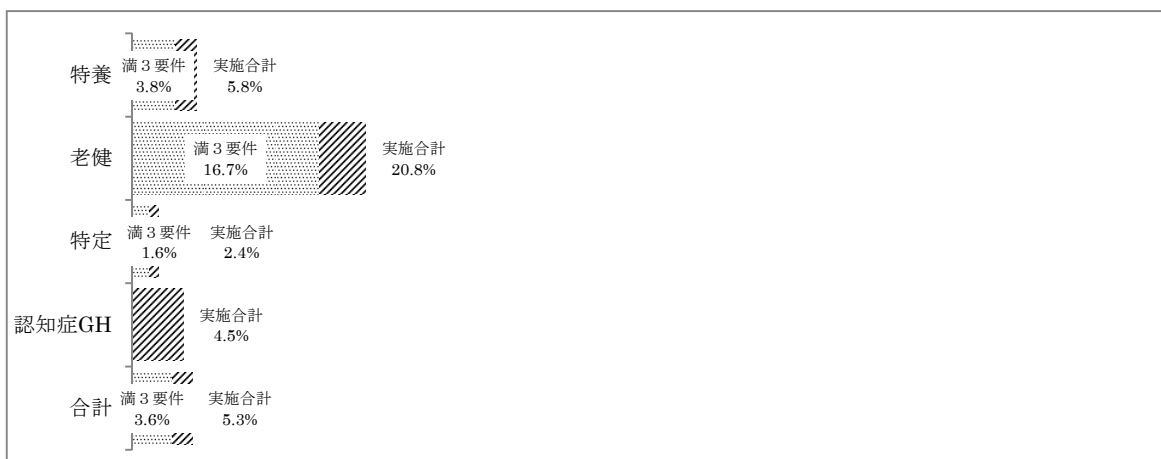 特養
満３要件
3.8%
実施合計
5.8%
老健
満３要件
16.7%
実施合計
20.8%
特定
満３要件
1.6%
実施合計
2.4%
認知症GH
実施合計
4.5%
合計
満３要件
3.6%
実施合計
5.3%